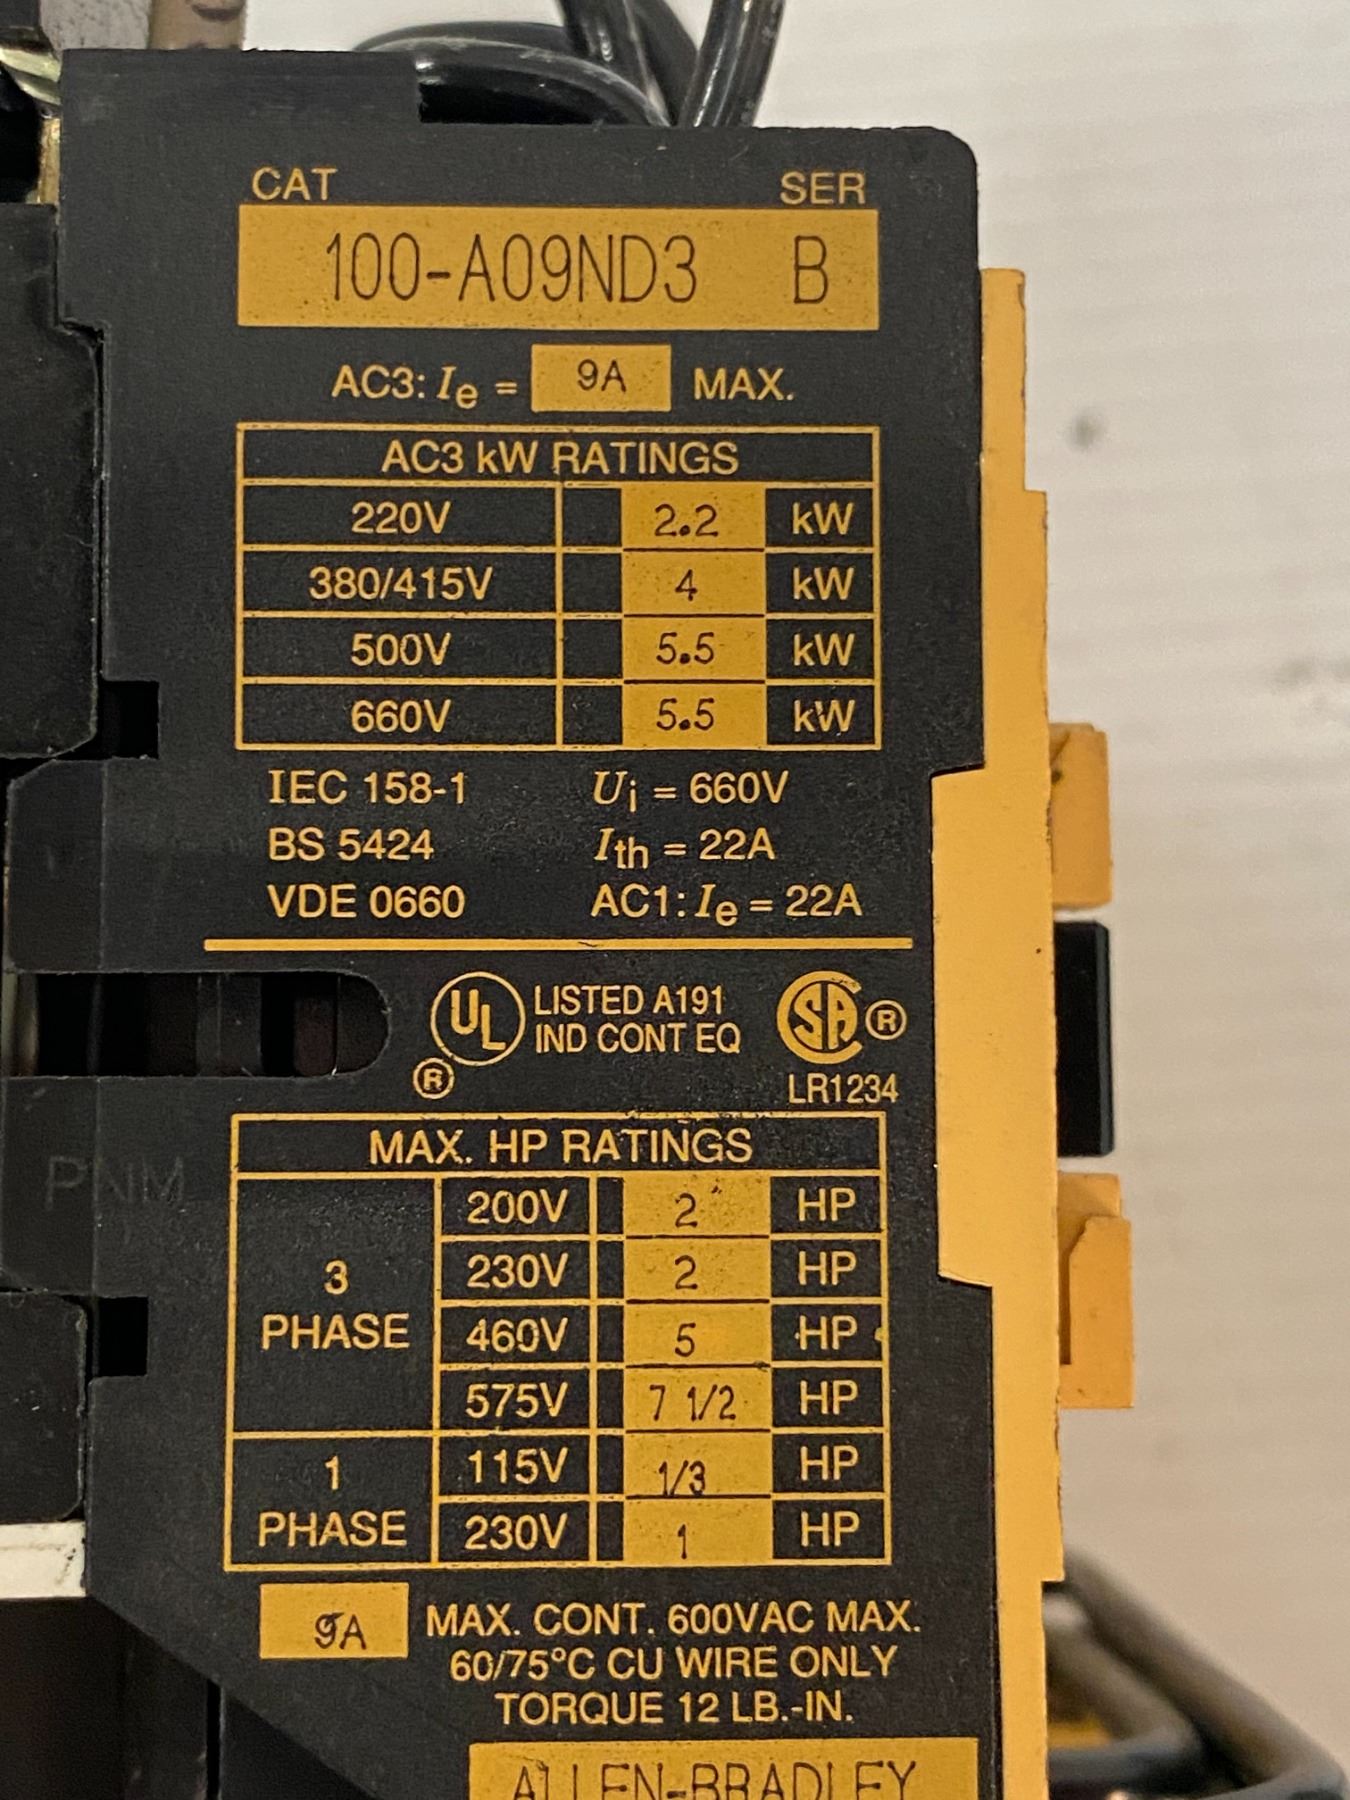 CAT SER
100-A09ND3 B
AC3: Ie = 9A MAX.
AC3 kW RATINGS
220V 2.2 kW
380/415V 4 kW
500V 5.5 kW
660V 5.5 kW
IEC 158-1 Ui = 660V
BS 5424 Ith = 22A
VDE 0660 AC1: Ie = 22A
UL LISTED A191 SA ®
® IND CONT EQ
LR1234
MAX. HP RATINGS
3 PHASE 200V 2 HP
230V 2 HP
460V 5 HP
575V 7 1/2 HP
1 PHASE 115V 1/3 HP
230V 1 HP
9A MAX. CONT. 600VAC MAX.
60/75°C CU WIRE ONLY
TORQUE 12 LB.-IN.
ALLEN-BRADLEY
PNM